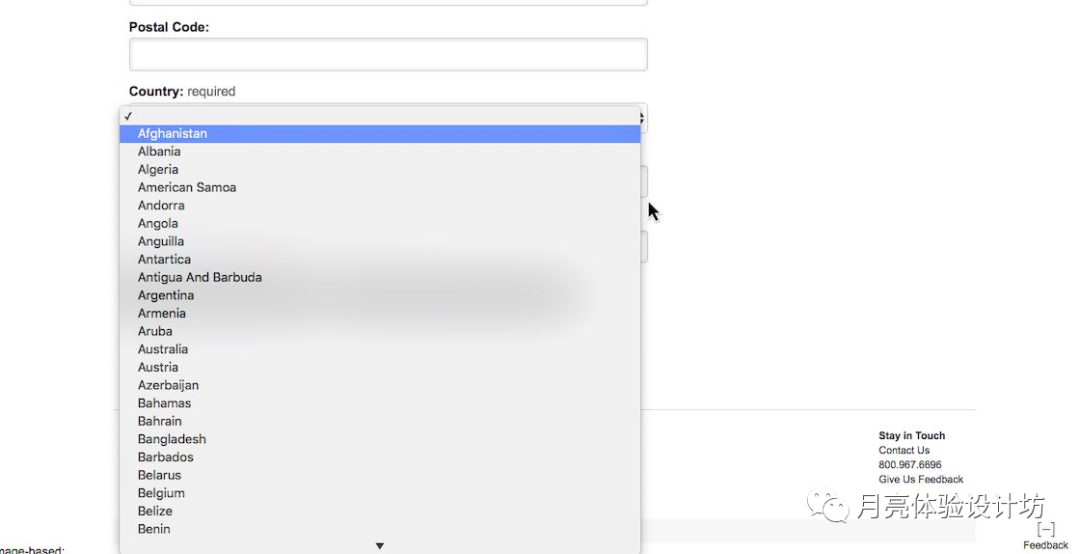 Postal Code:
Country: required
✓
Afghanistan
Albania
Algeria
American Samoa
Andorra
Angola
Anguilla
Antartica
Antigua And Barbuda
Argentina
Armenia
Aruba
Australia
Austria
Azerbaijan
Bahamas
Bahrain
Bangladesh
Barbados
Belarus
Belgium
Belize
Benin
Stay in Touch
Contact Us
800.967.6696
Give Us Feedback
月亮体验设计坊
[–]
Feedback
mage-based: